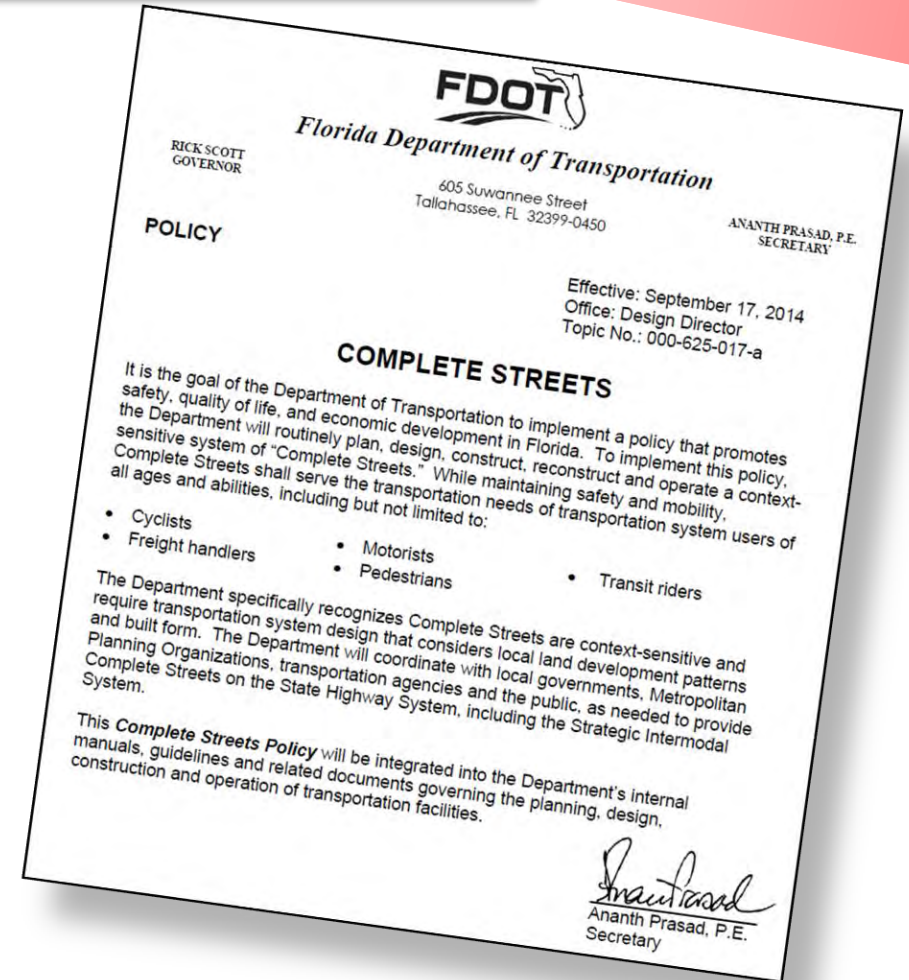 FDOT
Florida Department of Transportation
RICK SCOTT
GOVERNOR
605 Suwannee Street
Tallahassee, FL 32399-0450
ANANTH PRASAD, P.E.
SECRETARY
POLICY
Effective: September 17, 2014
Office: Design Director
Topic No.: 000-625-017-a
COMPLETE STREETS
It is the goal of the Department of Transportation to implement a policy that promotes
safety, quality of life, and economic development in Florida. To implement this policy,
the Department will routinely plan, design, construct, reconstruct and operate a context-
sensitive system of “Complete Streets.” While maintaining safety and mobility,
Complete Streets shall serve the transportation needs of transportation system users of
all ages and abilities, including but not limited to:
• Cyclists
• Freight handlers
• Motorists
• Pedestrians
• Transit riders
The Department specifically recognizes Complete Streets are context-sensitive and
require transportation system design that considers local land development patterns
and built form. The Department will coordinate with local governments, Metropolitan
Planning Organizations, transportation agencies and the public, as needed to provide
Complete Streets on the State Highway System, including the Strategic Intermodal
System.
This Complete Streets Policy will be integrated into the Department's internal
manuals, guidelines and related documents governing the planning, design,
construction and operation of transportation facilities.
Ananth Prasad, P.E.
Secretary